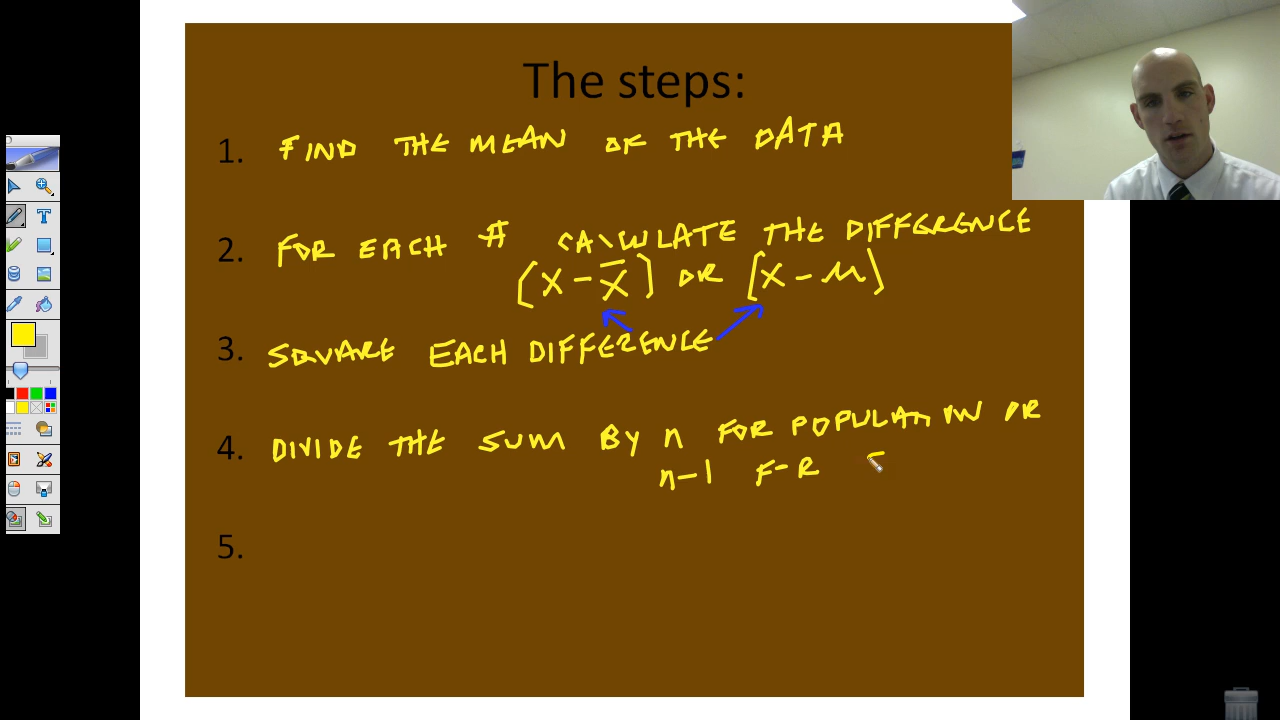 The steps:
1. FIND THE MEAN OF THE DATA
2. FOR EACH # CALCULATE THE DIFFERENCE
(X - X̄) OR (X - μ)
3. SQUARE EACH DIFFERENCE
4. DIVIDE THE SUM BY n FOR POPULATION OR
n-1 F-R
5.